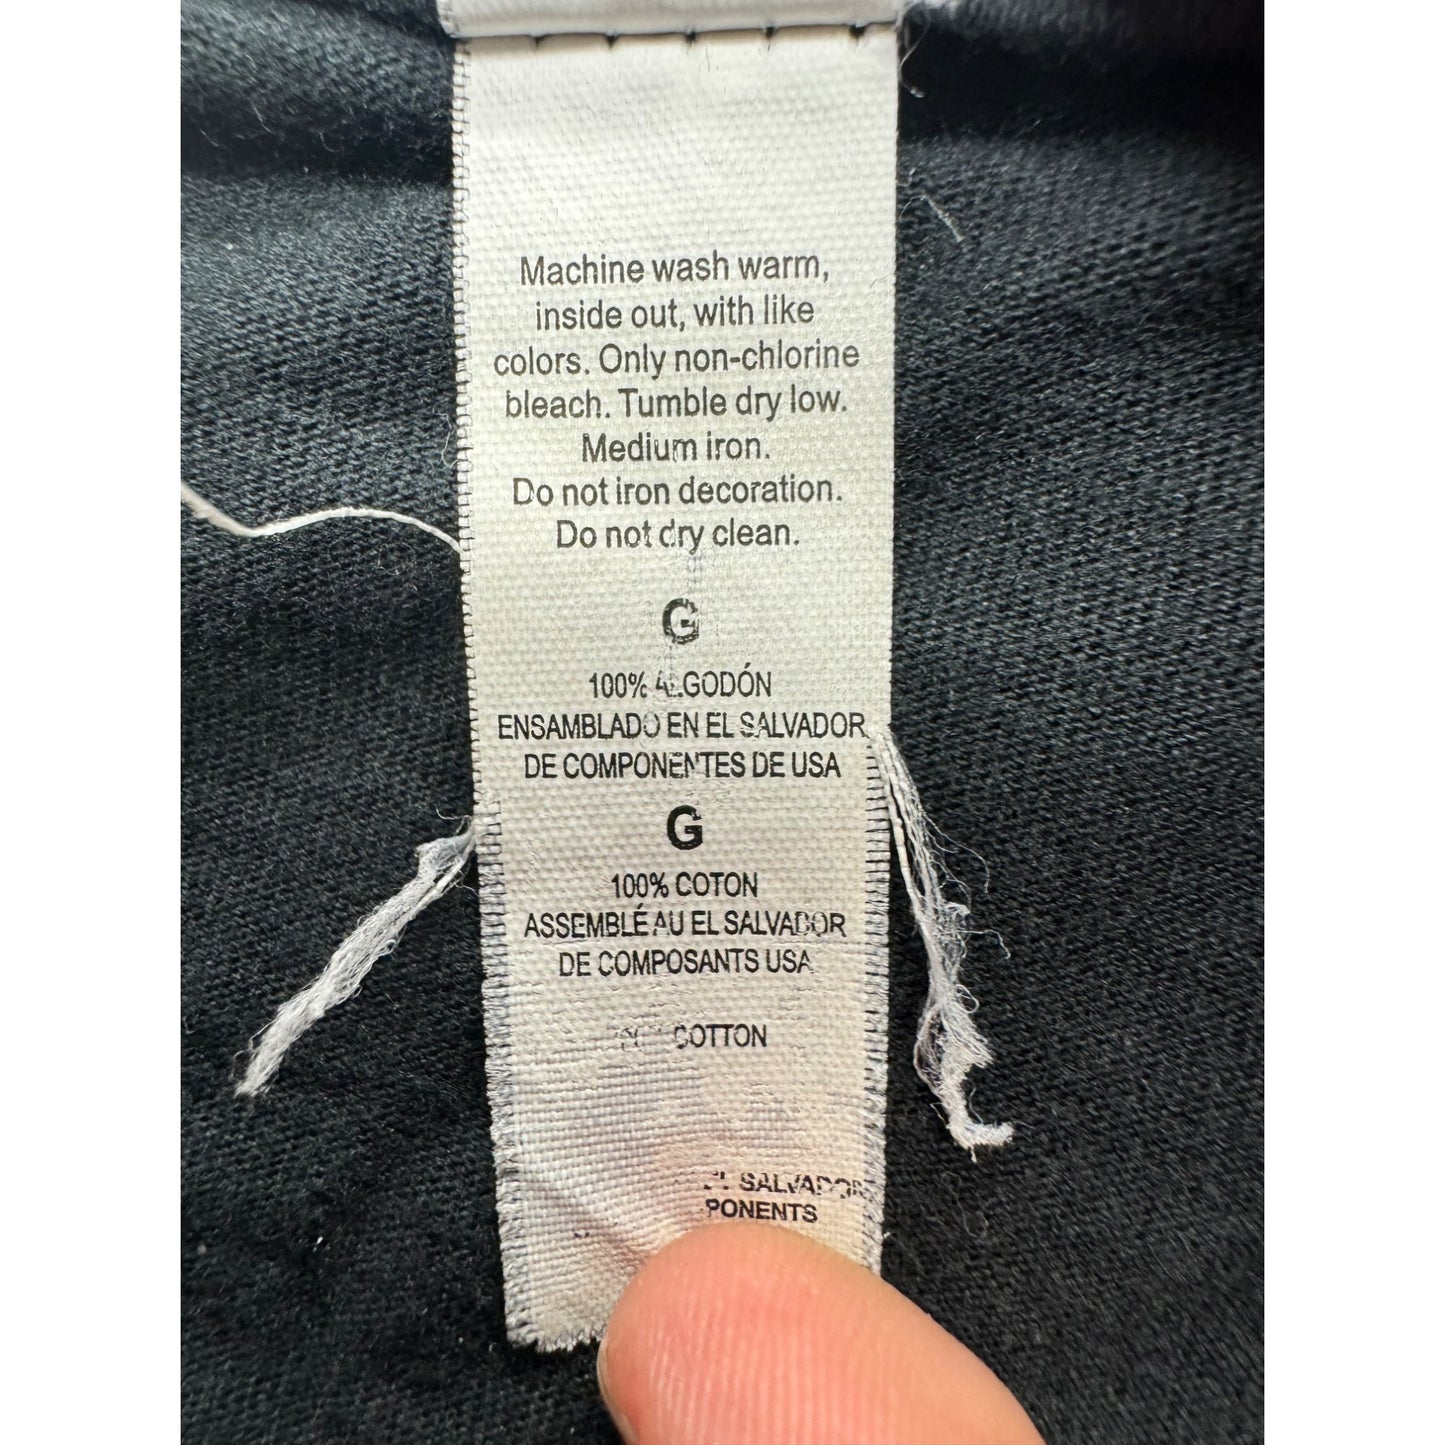 Machine wash warm,
inside out, with like
colors. Only non-chlorine
bleach. Tumble dry low.
Medium iron.
Do not iron decoration.
Do not dry clean.
G
100% ALGODÓN
ENSAMBLADO EN EL SALVADOR
DE COMPONENTES DE USA
G
100% COTON
ASSEMBLÉ AU EL SALVADOR
DE COMPOSANTS USA
COTTON
SALVADOR